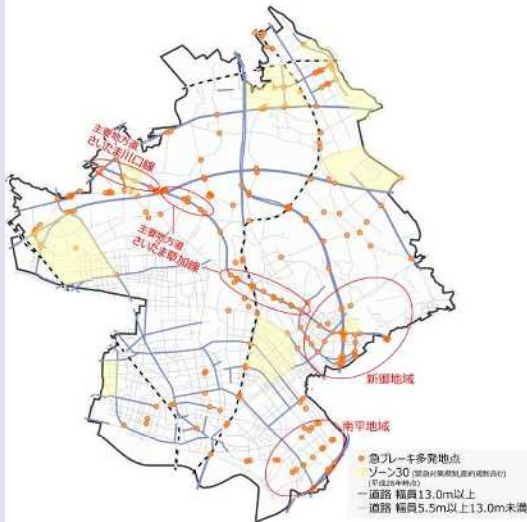 主要地方道
さいたま川口線
主要地方道
さいたま草加線
新郷地域
南平地域
急ブレーキ多発地点
ゾーン30
(平成28年時点)
道路 幅員13.0m以上
道路 幅員5.5m以上13.0m未満